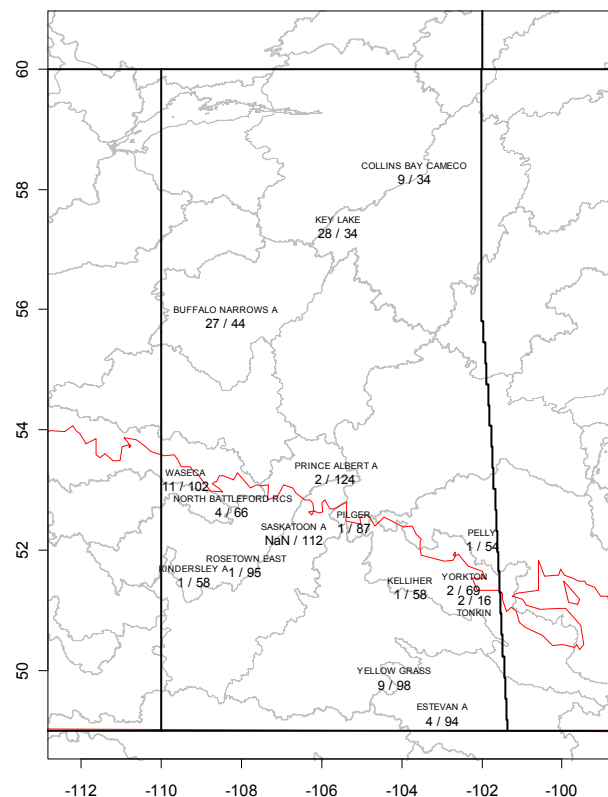 60
58
56
54
52
50
COLLINS BAY CAMECO
9 / 34
KEY LAKE
28 / 34
BUFFALO NARROWS A
27 / 44
PRINCE ALBERT A
2 / 124
WASECA
11 / 102
NORTH BATTLEFORD RCS
4 / 66
PILGER
1 / 87
SASKATOON A
NaN / 112
PELLY
1 / 54
ROSETOWN EAST
1 / 95
KINDERSLEY A
1 / 58
KELLIHER
1 / 58
YORKTON
2 / 69
2 / 16
TONKIN
YELLOW GRASS
9 / 98
ESTEVAN A
4 / 94
-112
-110
-108
-106
-104
-102
-100